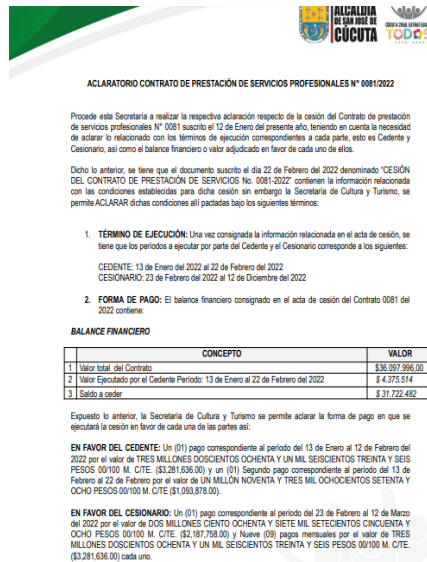 ALCALDÍA
DE SAN JOSÉ DE
CÚCUTA
CÚCUTA 2050, ESTRATEGIA
TODOS
ACLARATORIO CONTRATO DE PRESTACIÓN DE SERVICIOS PROFESIONALES N° 0081/2022
Procede esta Secretaria a realizar la respectiva aclaración respecto de la cesión del Contrato de prestación
de servicios profesionales N° 0081 suscrito el 12 de Enero del presente año, teniendo en cuenta la necesidad
de aclarar lo relacionado con los términos de ejecución correspondientes a cada parte, esto es Cedente y
Cesionario, así como el balance financiero o valor adjudicado en favor de cada uno de ellos.
Dicho lo anterior, se tiene que el documento suscrito el día 22 de Febrero del 2022 denominado "CESIÓN
DEL CONTRATO DE PRESTACIÓN DE SERVICIOS No. 0081-2022" contienen la información relacionada
con las condiciones establecidas para dicha cesión sin embargo la Secretaria de Cultura y Turismo, se
permite ACLARAR dichas condiciones allí pactadas bajo los siguientes términos:
1. TÉRMINO DE EJECUCIÓN: Una vez consignada la información relacionada en el acta de cesión, se
tiene que los periodos a ejecutar por parte del Cedente y el Cesionario corresponde a los siguientes:
CEDENTE: 13 de Enero del 2022 al 22 de Febrero del 2022
CESIONARIO: 23 de Febrero del 2022 al 12 de Diciembre del 2022
2. FORMA DE PAGO: El balance financiero consignado en el acta de cesión del Contrato 0081 del
2022 contiene:
BALANCE FINANCIERO
CONCEPTO VALOR
1 Valor total del Contrato $36.097.996,00
2 Valor Ejecutado por el Cedente Periodo: 13 de Enero al 22 de Febrero del 2022 $ 4.375.514
3 Saldo a ceder $ 31.722.482
Expuesto lo anterior, la Secretaria de Cultura y Turismo se permite aclarar la forma de pago en que se
ejecutará la cesión en favor de cada una de las partes así:
EN FAVOR DEL CEDENTE: Un (01) pago correspondiente al periodo del 13 de Enero al 12 de Febrero del
2022 por el valor de TRES MILLONES DOSCIENTOS OCHENTA Y UN MIL SEISCIENTOS TREINTA Y SEIS
PESOS 00/100 M. C/TE. ($3,281,636.00) y un (01) Segundo pago correspondiente al periodo del 13 de
Febrero al 22 de Febrero por el valor de UN MILLÓN NOVENTA Y TRES MIL OCHOCIENTOS SETENTA Y
OCHO PESOS 00/100 M. C/TE ($1,093,878.00).
EN FAVOR DEL CESIONARIO: Un (01) pago correspondiente al periodo del 23 de Febrero al 12 de Marzo
del 2022 por el valor de DOS MILLONES CIENTO OCHENTA Y SIETE MIL SETECIENTOS CINCUENTA Y
OCHO PESOS 00/100 M. C/TE. ($2,187,758.00) y Nueve (09) pagos mensuales por el valor de TRES
MILLONES DOSCIENTOS OCHENTA Y UN MIL SEISCIENTOS TREINTA Y SEIS PESOS 00/100 M. C/TE.
($3,281,636.00) cada uno.